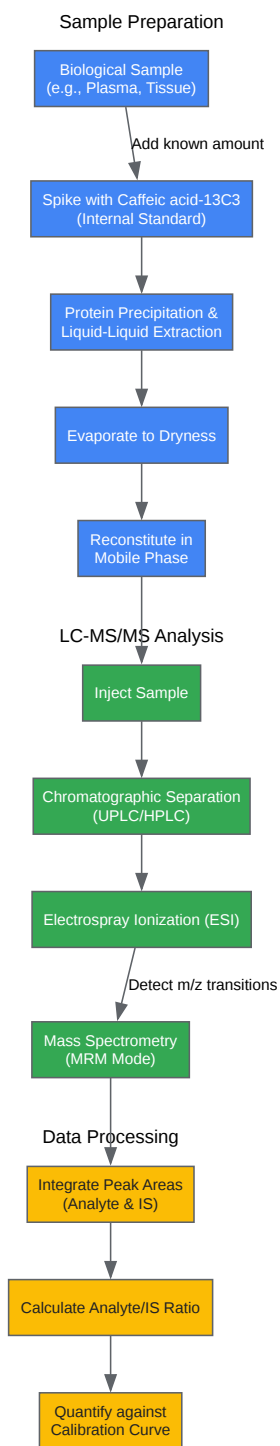 Sample Preparation
Biological Sample
(e.g., Plasma, Tissue)
Add known amount
Spike with Caffeic acid-13C3
(Internal Standard)
Protein Precipitation &
Liquid-Liquid Extraction
Evaporate to Dryness
Reconstitute in
Mobile Phase
LC-MS/MS Analysis
Inject Sample
Chromatographic Separation
(UPLC/HPLC)
Electrospray Ionization (ESI)
Detect m/z transitions
Mass Spectrometry
(MRM Mode)
Data Processing
Integrate Peak Areas
(Analyte & IS)
Calculate Analyte/IS Ratio
Quantify against
Calibration Curve